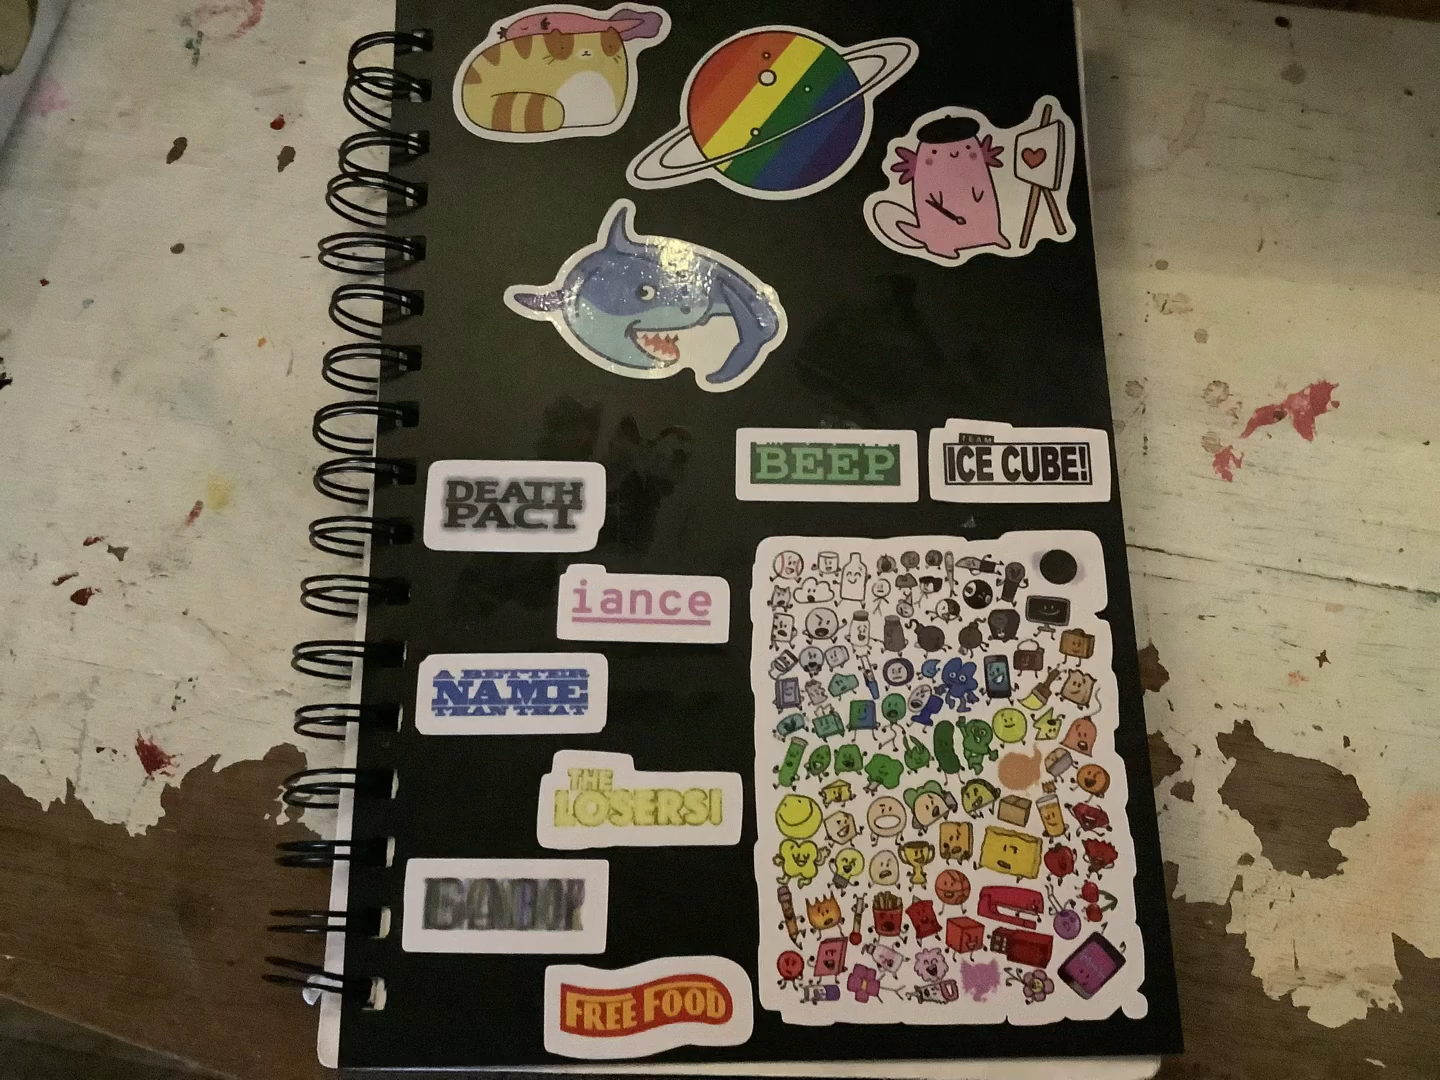 BEEP
TEAM
ICE CUBE!
DEATH
PACT
iance
A BETTER
NAME
THAN THAT
THE
LOSERS!
FREE FOOD